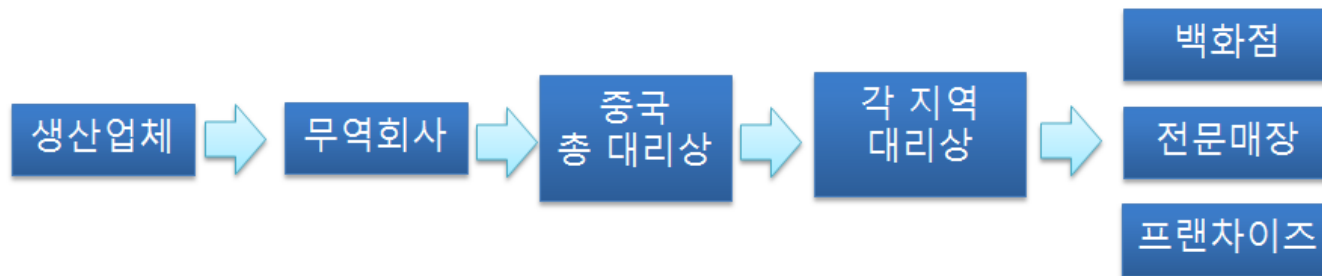 생산업체
무역회사
중국
총 대리상
각 지역
대리상
백화점
전문매장
프랜차이즈